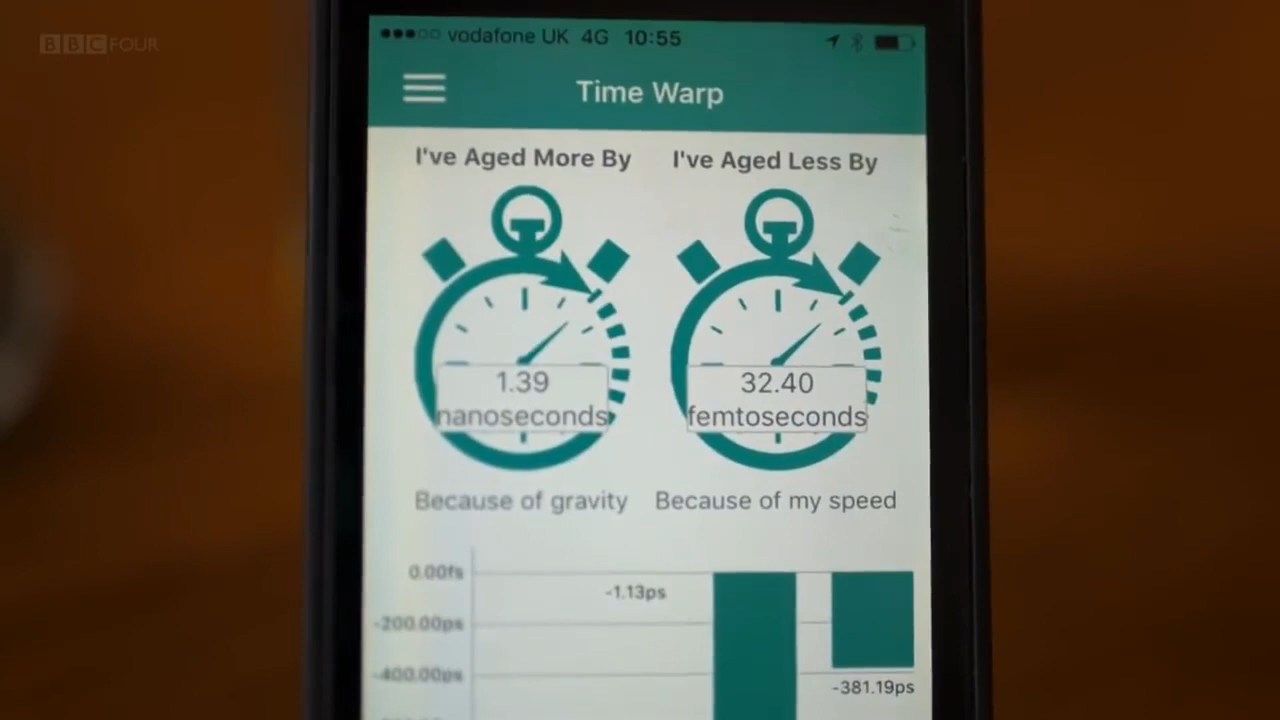 BBC FOUR
vodafone UK 4G 10:55
Time Warp
I've Aged More By
I've Aged Less By
1.39
nanoseconds
32.40
femtoseconds
Because of gravity
Because of my speed
0.00fs
-1.13ps
-200.00ps
-400.00ps
-381.19ps